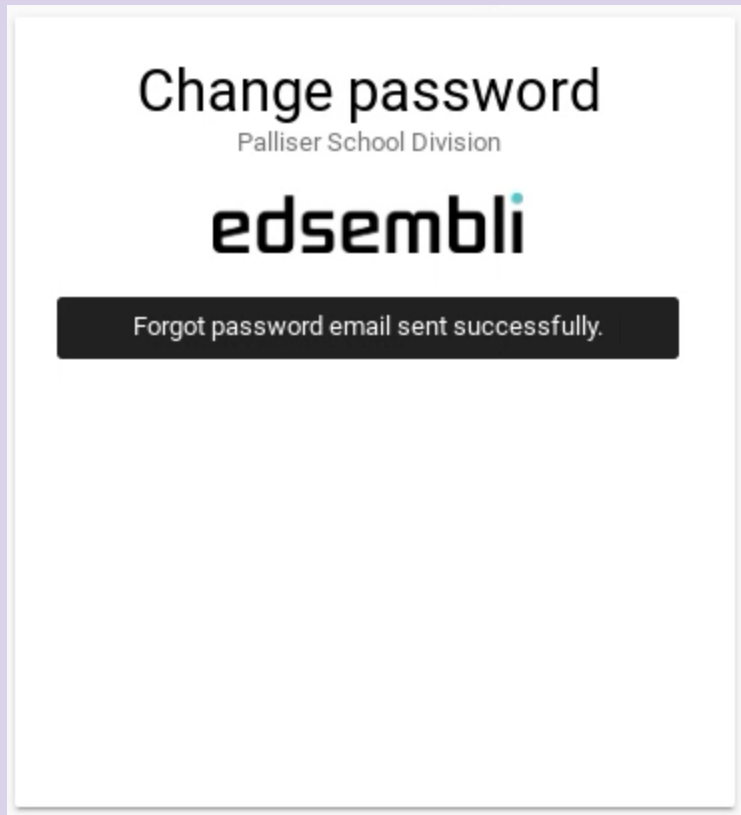 Change password
Palliser School Division
edsembli
Forgot password email sent successfully.